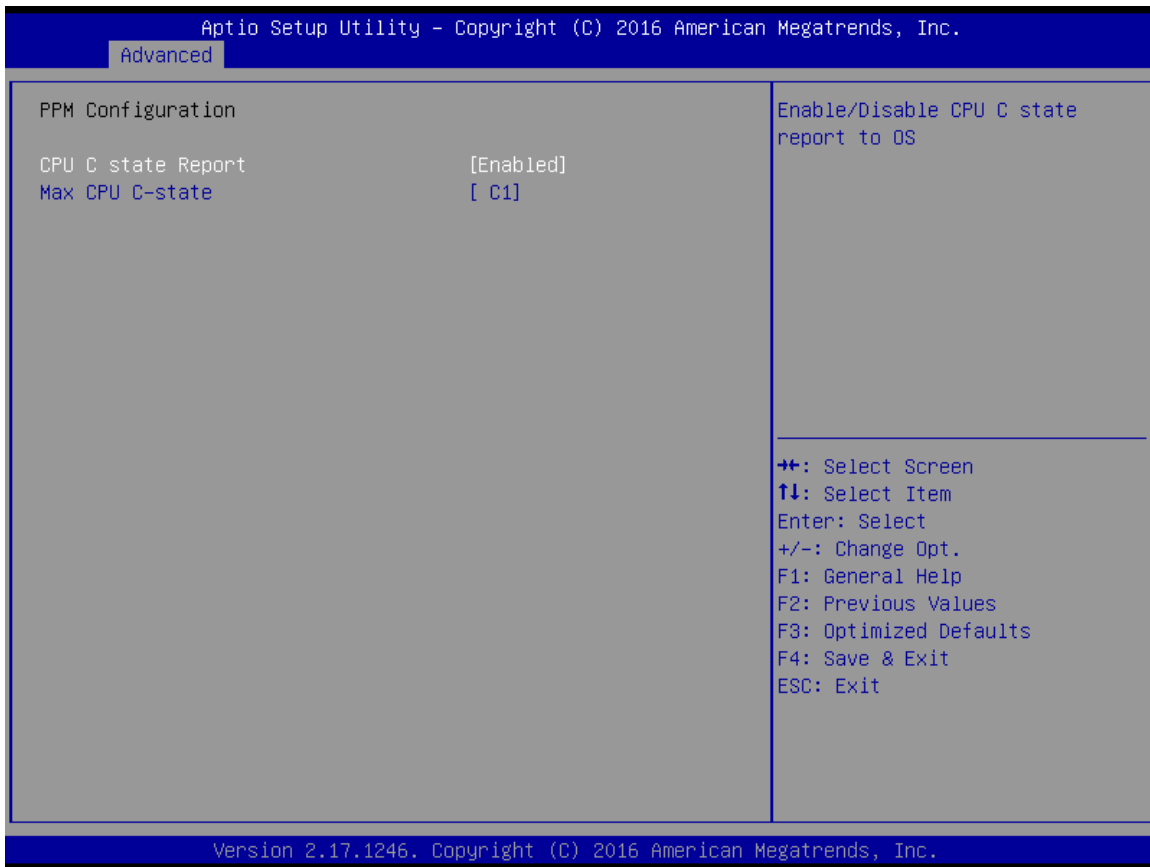 Aptio Setup Utility – Copyright (C) 2016 American Megatrends, Inc.
Advanced
PPM Configuration
CPU C state Report [Enabled]
Max CPU C-state [ C1]
Enable/Disable CPU C state
report to OS
→←: Select Screen
↑↓: Select Item
Enter: Select
+/-: Change Opt.
F1: General Help
F2: Previous Values
F3: Optimized Defaults
F4: Save & Exit
ESC: Exit
Version 2.17.1246. Copyright (C) 2016 American Megatrends, Inc.